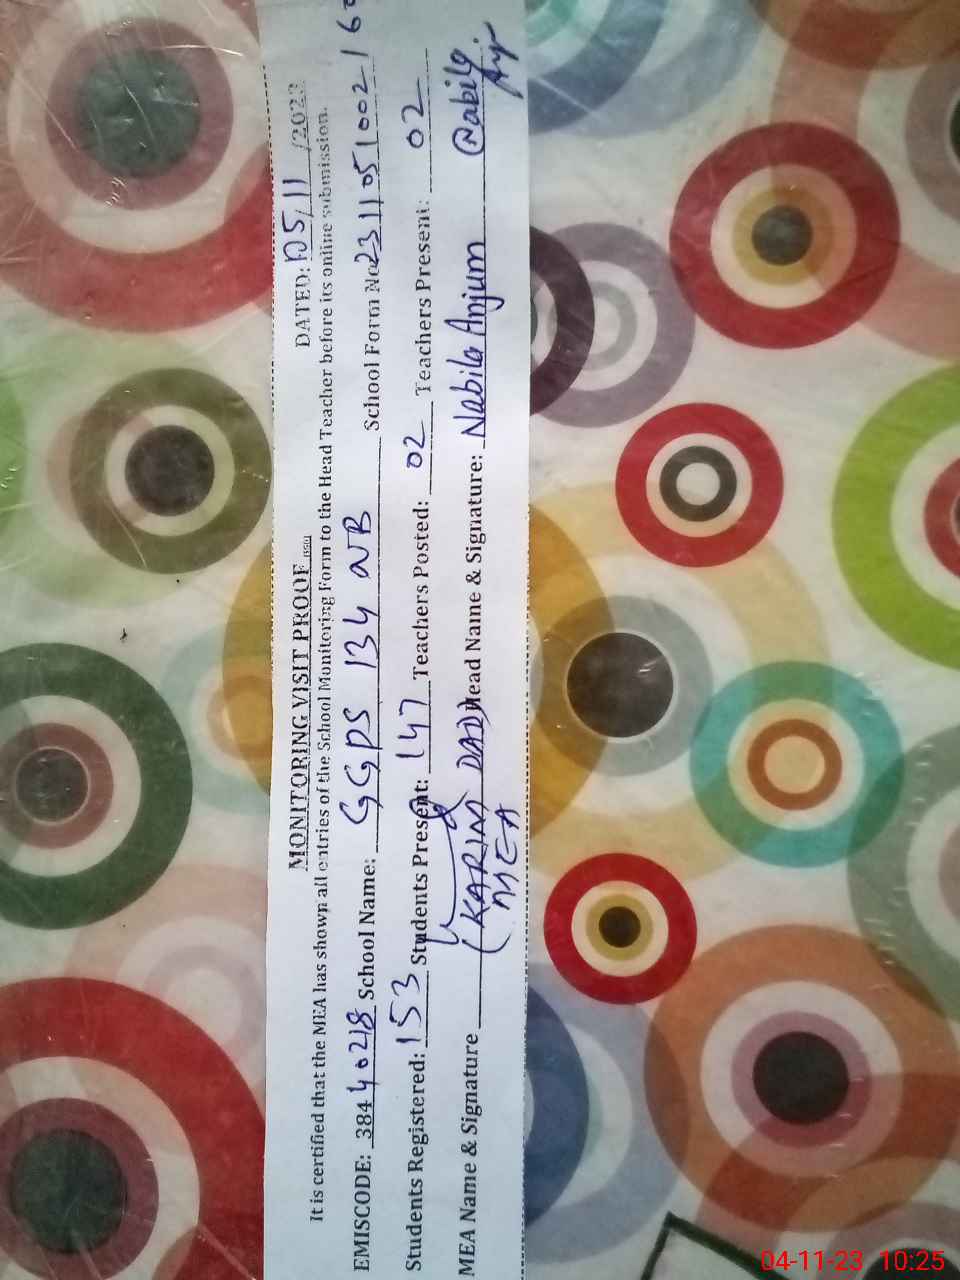 MONITORING VISIT PROOF DATED: 05/11/2023
It is certified that the MEA has shown all entries of the School Monitoring Form to the Head Teacher before its online submission.
EMISCODE: 38440218 School Name: GGPS 134 NB School Form No: 231105100216
Students Registered: 153 Students Present: 147 Teachers Posted: 02 Teachers Present: 02
MEA Name & Signature (KARIM DAD) Head Name & Signature: Nabila Anjum
MEA
04-11-23 10:25